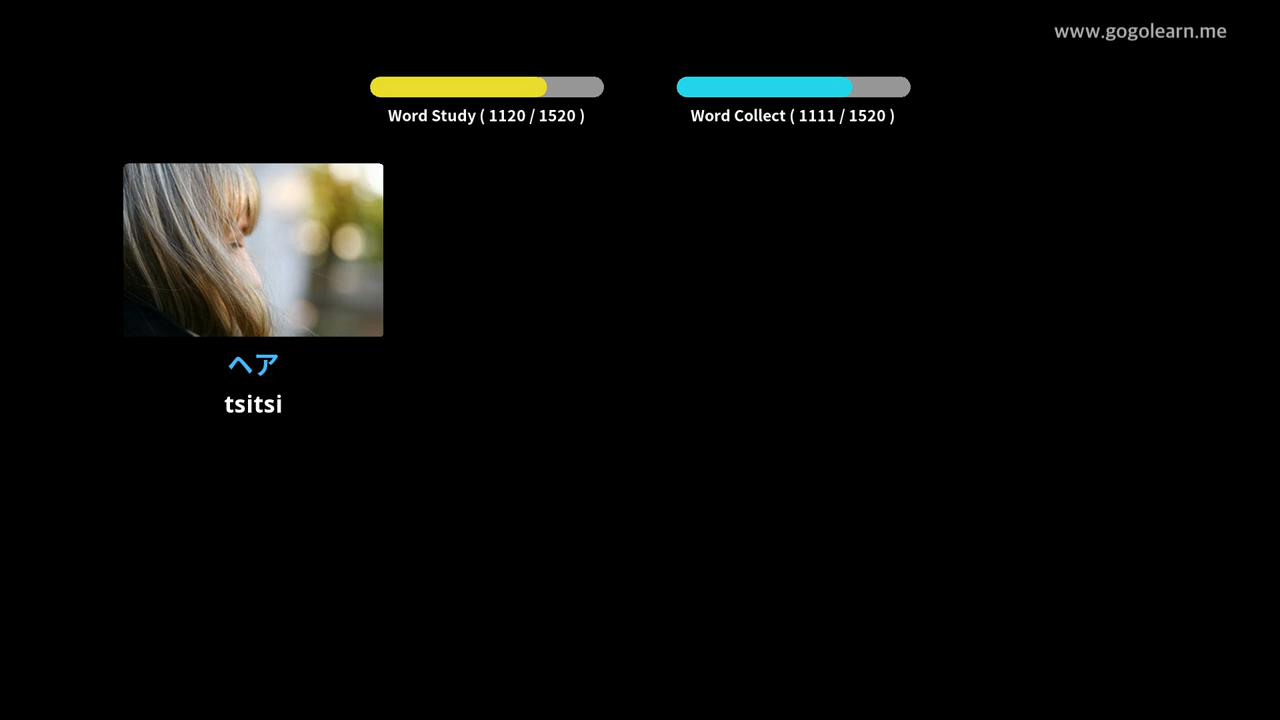 www.gogolearn.me
Word Study ( 1120 / 1520 )
Word Collect ( 1111 / 1520 )
ヘア
tsitsi